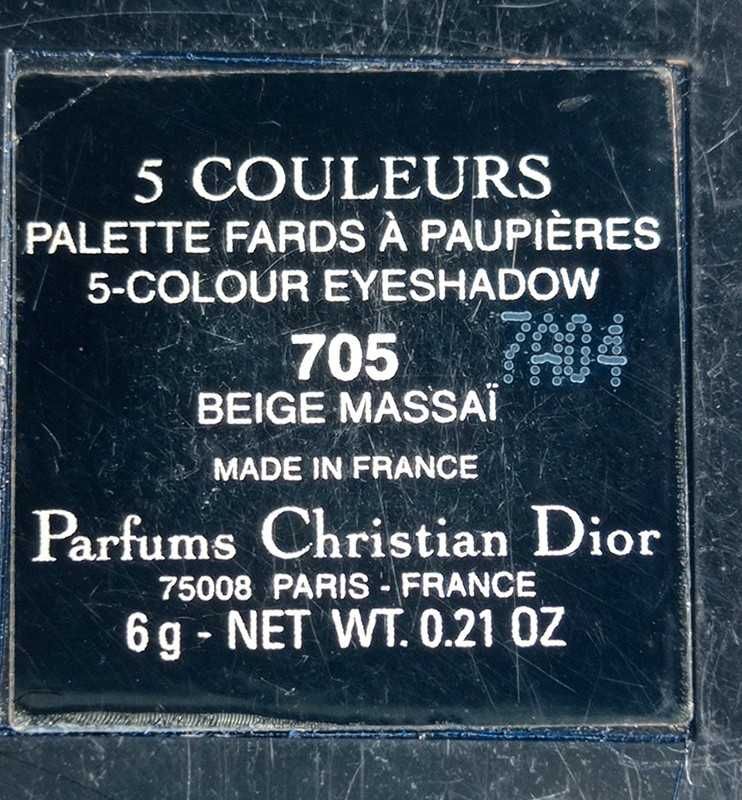 5 COULEURS
PALETTE FARDS À PAUPIÈRES
5-COLOUR EYESHADOW
705
7A04
BEIGE MASSAÏ
MADE IN FRANCE
Parfums Christian Dior
75008 PARIS - FRANCE
6 g - NET WT. 0.21 OZ